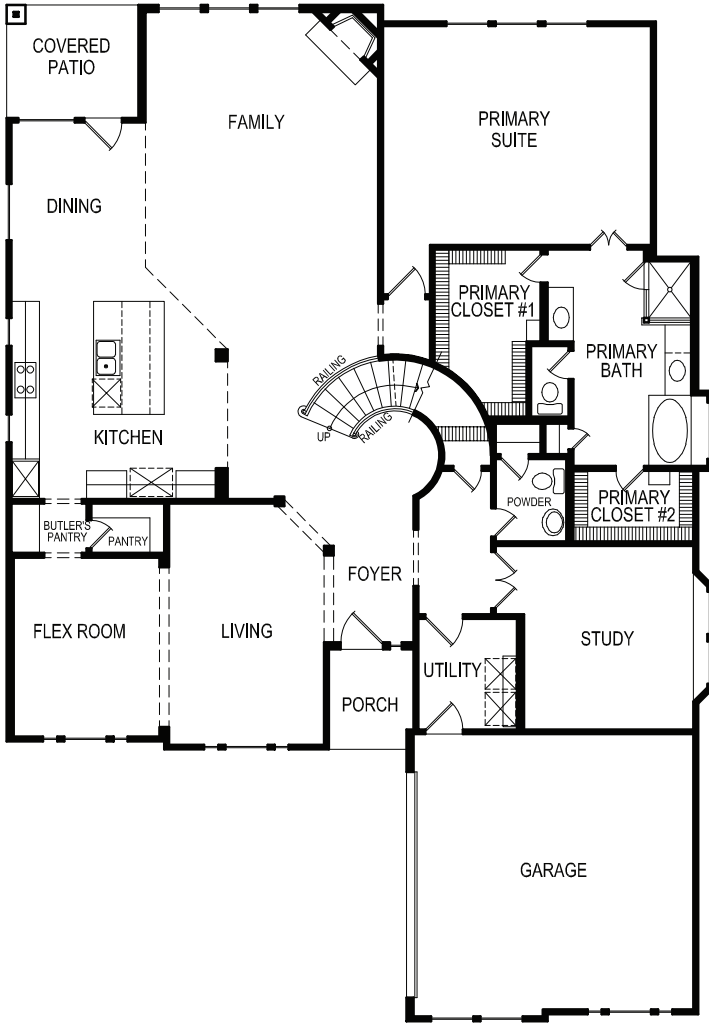 COVERED
PATIO
FAMILY
PRIMARY
SUITE
DINING
PRIMARY
CLOSET #1
PRIMARY
BATH
RAILING
UP
RAILING
KITCHEN
POWDER
PRIMARY
CLOSET #2
BUTLER'S
PANTRY
PANTRY
FOYER
FLEX ROOM
LIVING
STUDY
UTILITY
PORCH
GARAGE